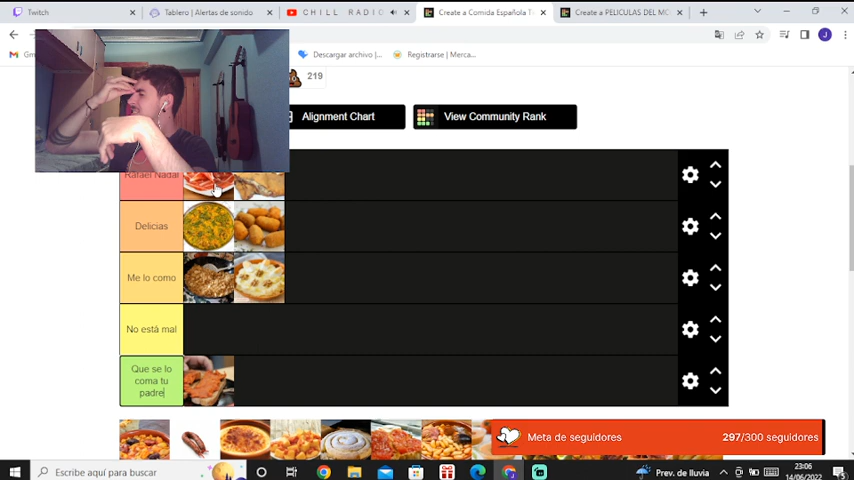 Twitch
Tablero | Alertas de sonido
CHILL RADIO
Create a Comida Española T
Create a PELICULAS DEL MO
Gm
Descargar archivo |...
Registrarse | Merca...
J
219
Alignment Chart
View Community Rank
Rafael Nadal
Delicias
Me lo como
No está mal
Que se lo
coma tu
padre
Meta de seguidores
297/300 seguidores
Escribe aquí para buscar
Prev. de lluvia
23:06
14/06/2022